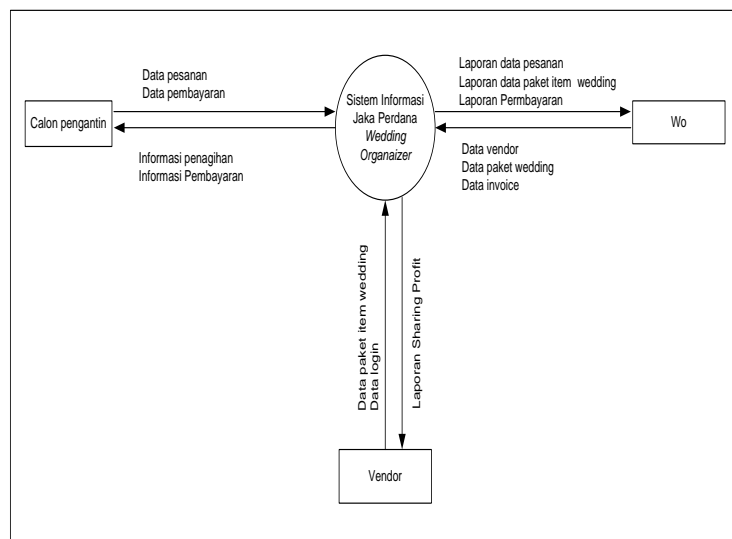 Data pesanan
Data pembayaran
Calon pengantin
Informasi penagihan
Informasi Pembayaran
Sistem Informasi
Jaka Perdana
Wedding
Organaizer
Laporan data pesanan
Laporan data paket item wedding
Laporan Permbayaran
Wo
Data vendor
Data paket wedding
Data invoice
Data paket item wedding
Data login
Laporan Sharing Profit
Vendor